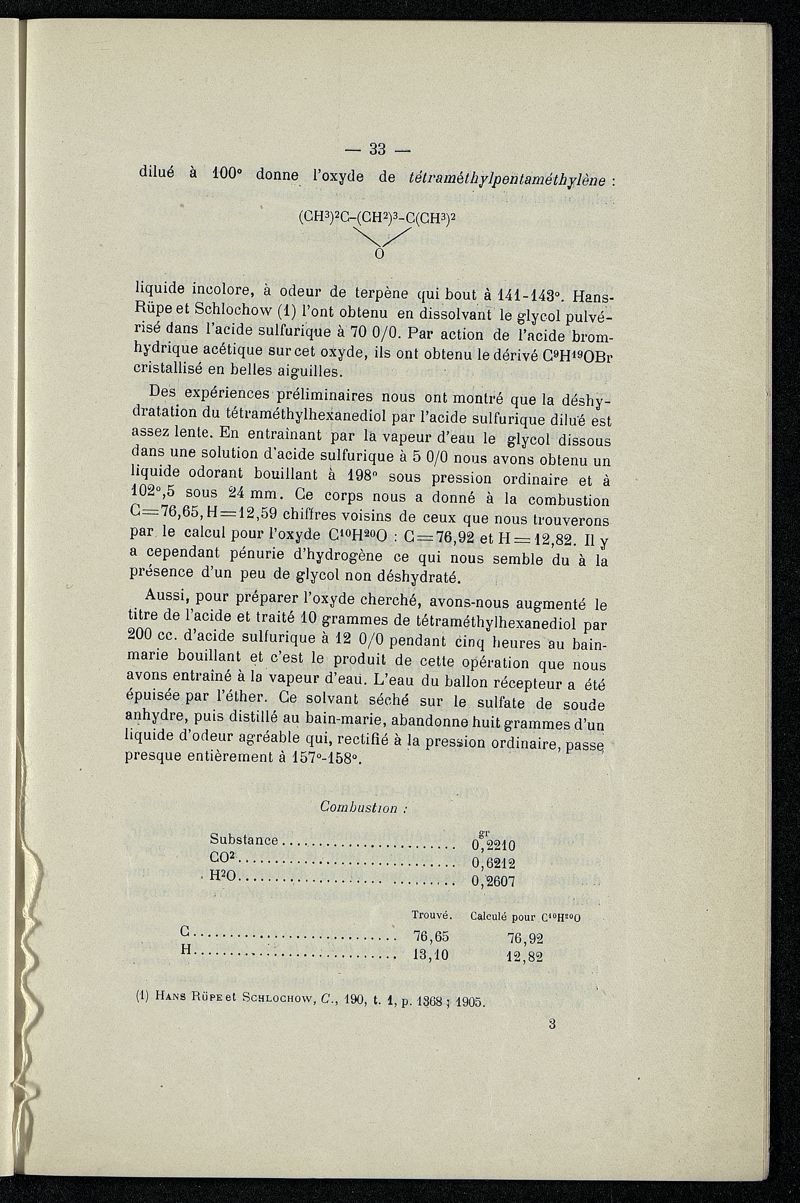 — 33 —
dilué à 100° donne l'oxyde de tétraméthylpentaméthylène :
(CH³)²C-(CH²)³-C(CH³)²
O
liquide incolore, à odeur de terpène qui bout à 141-143°. Hans-
Rüpe et Schlochow (1) l'ont obtenu en dissolvant le glycol pulvé-
risé dans l'acide sulfurique à 70 0/0. Par action de l'acide brom-
hydrique acétique sur cet oxyde, ils ont obtenu le dérivé C⁹H¹⁹OBr
cristallisé en belles aiguilles.
Des expériences préliminaires nous ont montré que la déshy-
dratation du tétraméthylhexanediol par l'acide sulfurique dilué est
assez lente. En entraînant par la vapeur d'eau le glycol dissous
dans une solution d'acide sulfurique à 5 0/0 nous avons obtenu un
liquide odorant bouillant à 198° sous pression ordinaire et à
102°,5 sous 24 mm. Ce corps nous a donné à la combustion
C=76,65, H=12,59 chiffres voisins de ceux que nous trouverons
par le calcul pour l'oxyde C¹⁰H²⁰O : C=76,92 et H=12,82. Il y
a cependant pénurie d'hydrogène ce qui nous semble du à la
présence d'un peu de glycol non déshydraté.
Aussi, pour préparer l'oxyde cherché, avons-nous augmenté le
titre de l'acide et traité 10 grammes de tétraméthylhexanediol par
200 cc. d'acide sulfurique à 12 0/0 pendant cinq heures au bain-
marie bouillant et c'est le produit de cette opération que nous
avons entraîné à la vapeur d'eau. L'eau du ballon récepteur a été
épuisée par l'éther. Ce solvant séché sur le sulfate de soude
anhydre, puis distillé au bain-marie, abandonne huit grammes d'un
liquide d'odeur agréable qui, rectifié à la pression ordinaire, passe
presque entièrement à 157°-158°.
Combustion :
gr
Substance........................ 0,2210
CO²........................ 0,6212
H²O........................ 0,2607
Trouvé. Calculé pour C¹⁰H²⁰O
C........................ 76,65 76,92
H........................ 13,10 12,82
(1) Hans Rüpe et Schlochow, C., 190, t. 1, p. 1368 ; 1905.
3